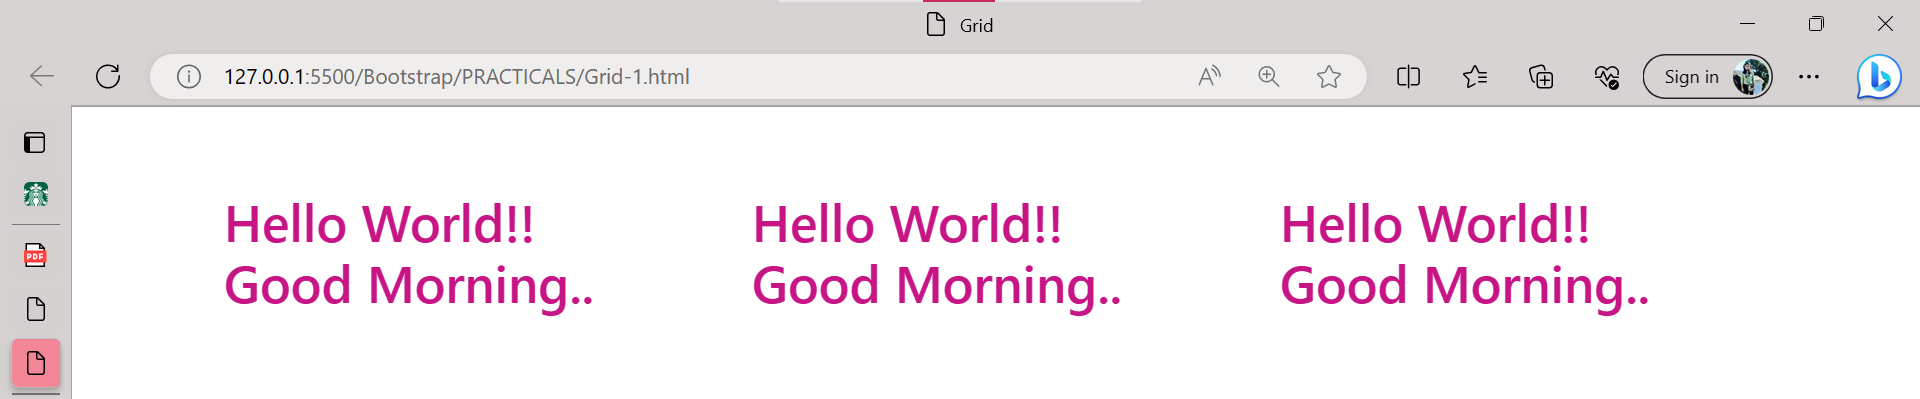 Grid
127.0.0.1:5500/Bootstrap/PRACTICALS/Grid-1.html
Sign in
PDF
Hello World!! Hello World!! Hello World!!
Good Morning.. Good Morning.. Good Morning..